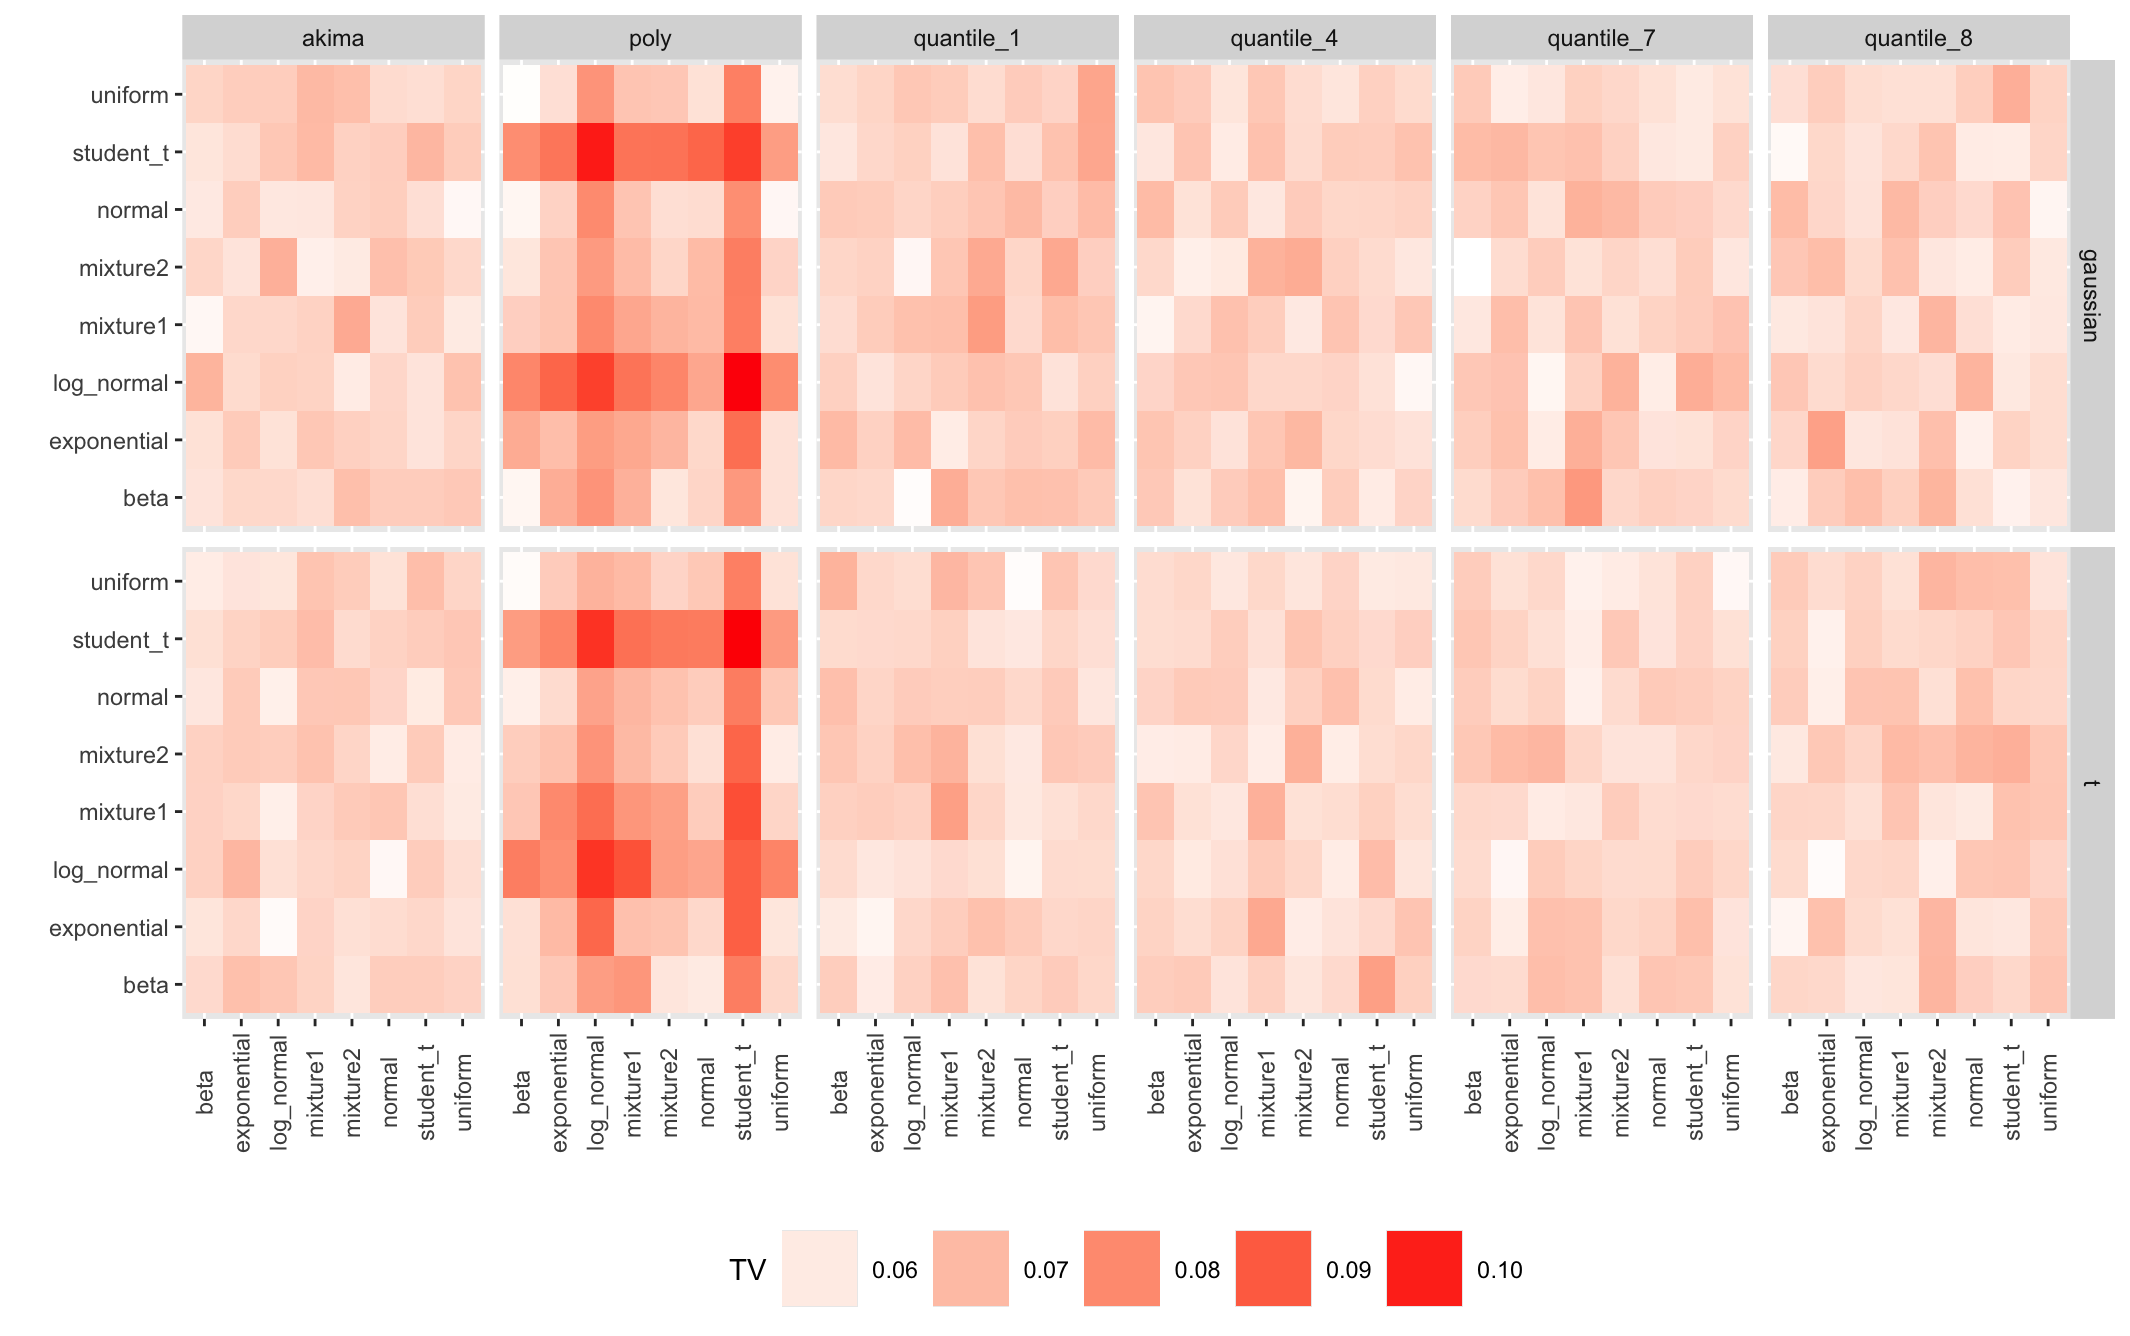 akima poly quantile_1 quantile_4 quantile_7 quantile_8
uniform
student_t
normal
mixture2
mixture1
log_normal
exponential
beta
gaussian
uniform
student_t
normal
mixture2
mixture1
log_normal
exponential
beta
t
beta exponential log_normal mixture1 mixture2 normal student_t uniform
beta exponential log_normal mixture1 mixture2 normal student_t uniform
beta exponential log_normal mixture1 mixture2 normal student_t uniform
beta exponential log_normal mixture1 mixture2 normal student_t uniform
beta exponential log_normal mixture1 mixture2 normal student_t uniform
beta exponential log_normal mixture1 mixture2 normal student_t uniform
TV 0.06 0.07 0.08 0.09 0.10